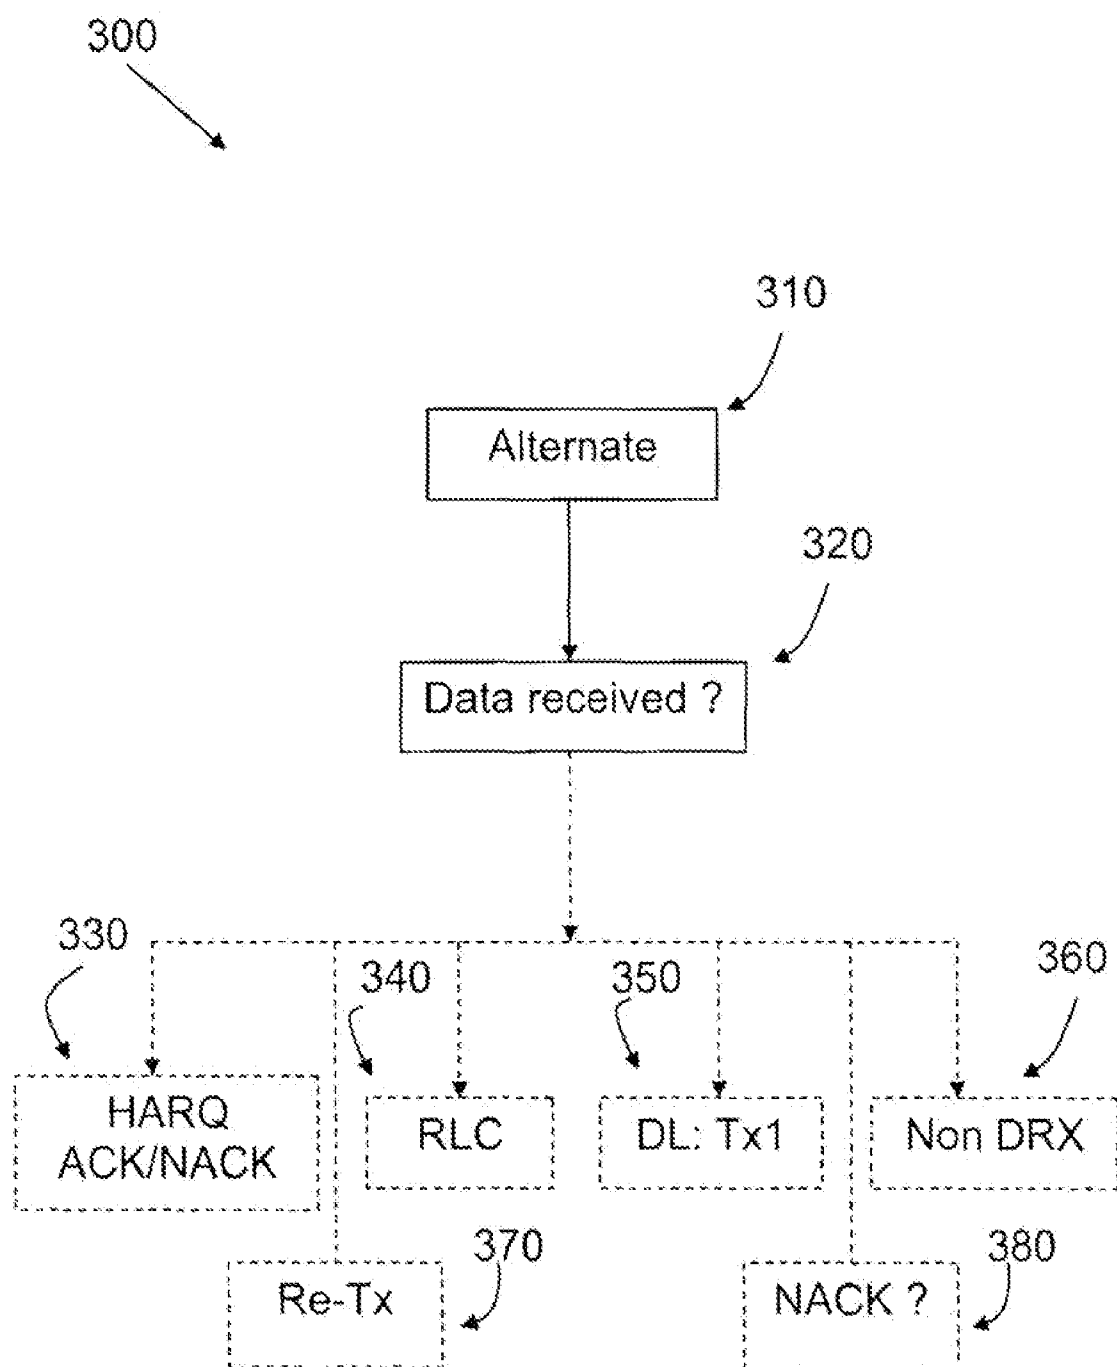 300
310
Alternate
320
Data received ?
330
340
350
360
HARQ
ACK/NACK
RLC
DL: Tx1
Non DRX
370
380
Re-Tx
NACK ?